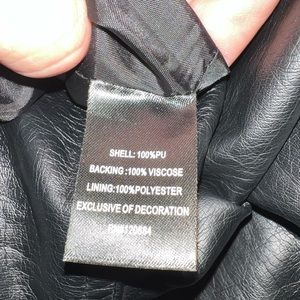 SHELL:100%PU
BACKING:100% VISCOSE
LINING:100%POLYESTER
EXCLUSIVE OF DECORATION